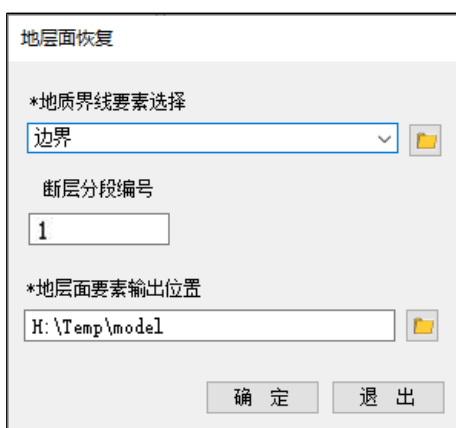 地层面恢复
*地质界线要素选择
边界
断层分段编号
1
*地层面要素输出位置
H:\Temp\model
确 定 退 出